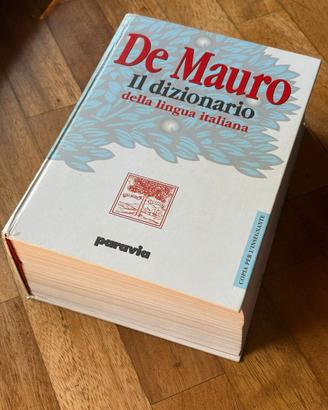 De Mauro
Il dizionario
della lingua italiana
paravia
COPIA PER L'INSEGNANTE